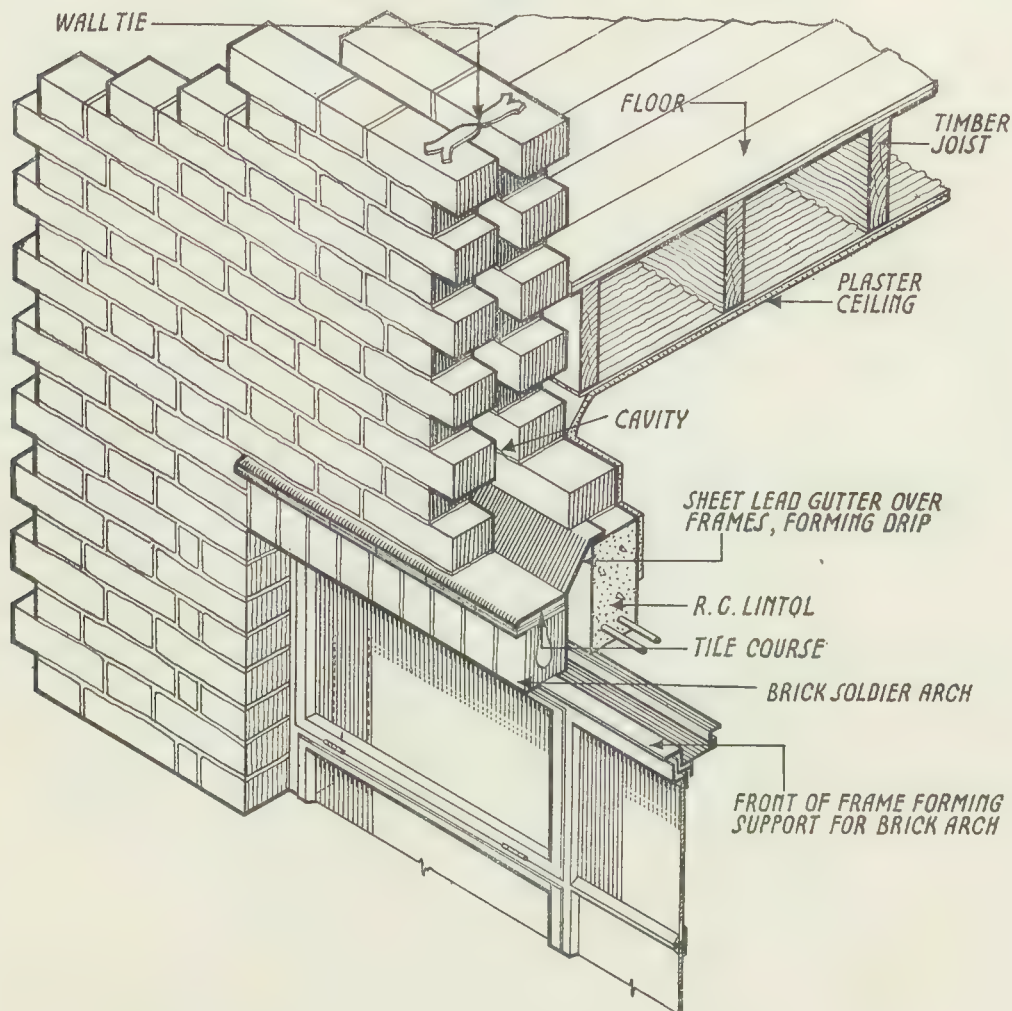 WALL TIE
FLOOR
TIMBER
JOIST
PLASTER
CEILING
CAVITY
SHEET LEAD GUTTER OVER
FRAMES, FORMING DRIP
R.C. LINTOL
TILE COURSE
BRICK SOLDIER ARCH
FRONT OF FRAME FORMING
SUPPORT FOR BRICK ARCH